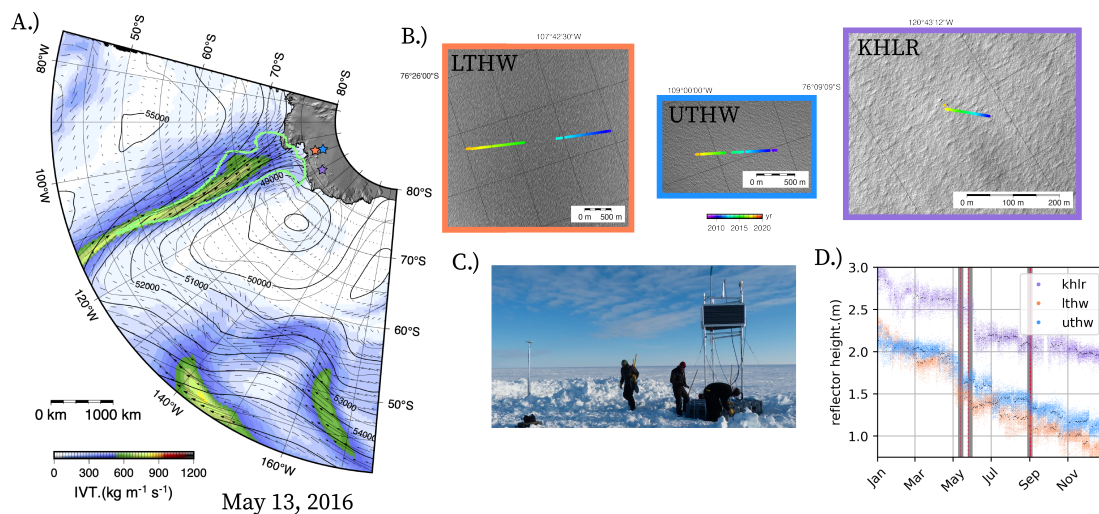 A.)
50°S
60°S
70°S
80°S
80°W
100°W
120°W
140°W
160°W
80°S
70°S
60°S
50°S
55000
49000
50000
51000
52000
53000
54000
0 km 1000 km
0 300 600 900 1200
IVT.(kg m⁻¹ s⁻¹)
May 13, 2016
B.)
107°42'30"W
76°26'00"S
LTHW
0 m 500 m
109°00'00"W
76°09'09"S
UTHW
0 m 500 m
yr
2010 2015 2020
120°43'12"W
KHLR
0 m 100 m 200 m
C.)
D.)
3.0
2.5
2.0
1.5
1.0
reflector height.(m)
khlr
lthw
uthw
Jan Mar May Jul Sep Nov